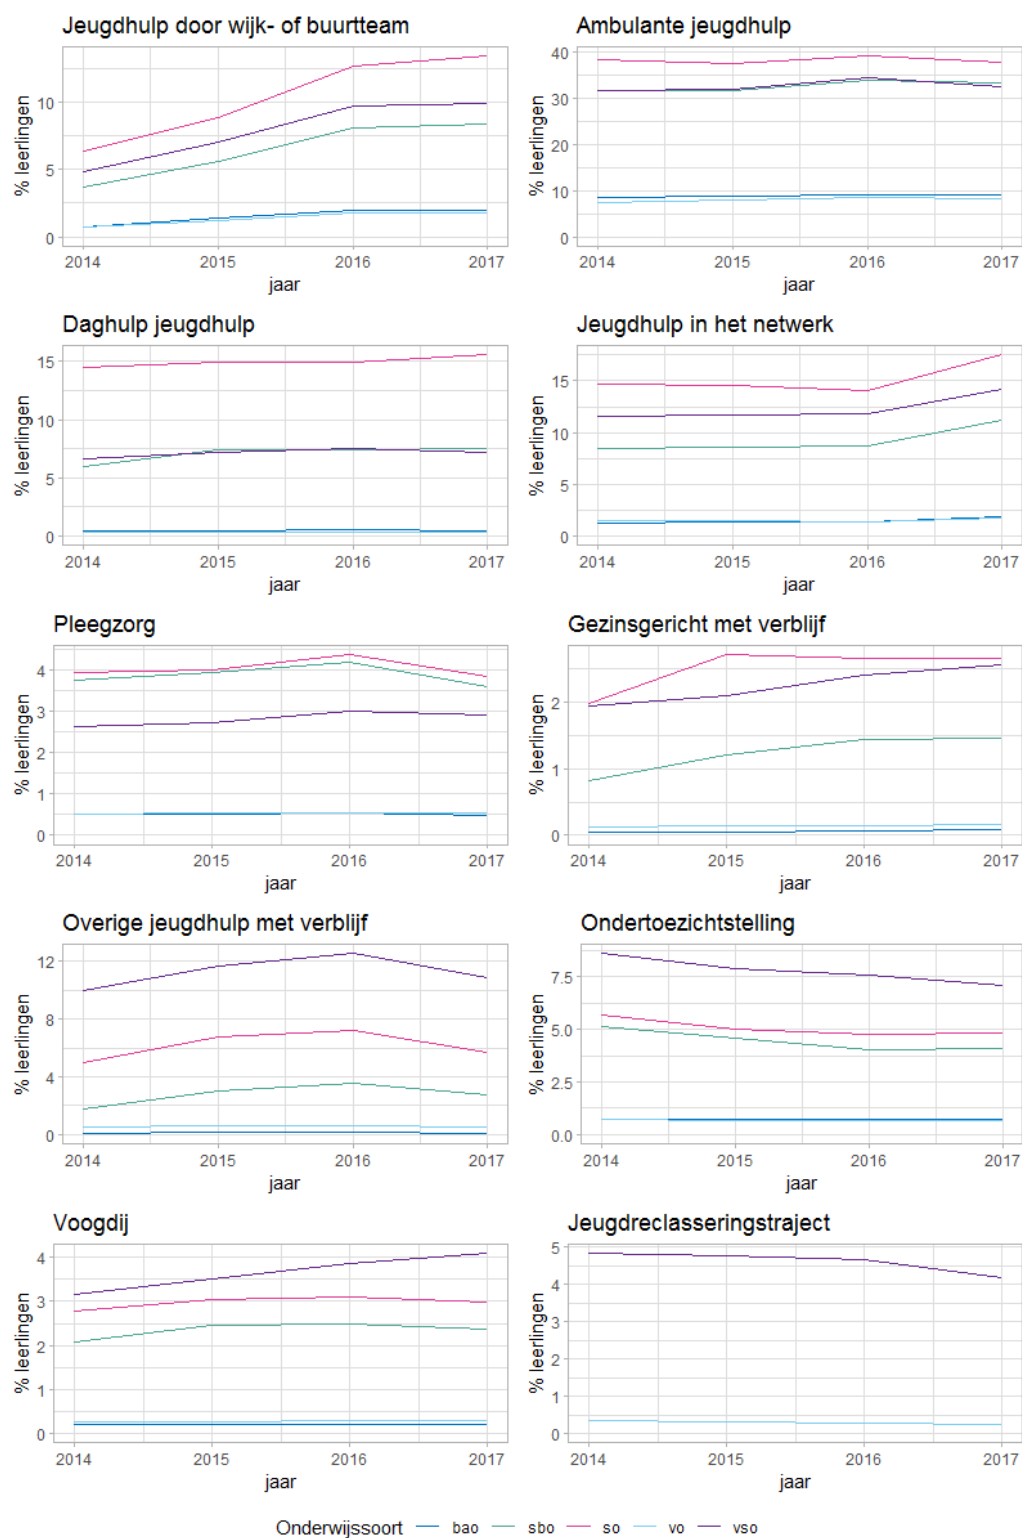 Jeugdhulp door wijk- of buurtteam
% leerlingen
10
5
0
2014 2015 2016 2017
jaar
Ambulante jeugdhulp
% leerlingen
40
30
20
10
0
2014 2015 2016 2017
jaar
Daghulp jeugdhulp
% leerlingen
15
10
5
0
2014 2015 2016 2017
jaar
Jeugdhulp in het netwerk
% leerlingen
15
10
5
0
2014 2015 2016 2017
jaar
Pleegzorg
% leerlingen
4
3
2
1
0
2014 2015 2016 2017
jaar
Gezinsgericht met verblijf
% leerlingen
2
1
0
2014 2015 2016 2017
jaar
Overige jeugdhulp met verblijf
% leerlingen
12
8
4
0
2014 2015 2016 2017
jaar
Ondertoezichtstelling
% leerlingen
7.5
5.0
2.5
0.0
2014 2015 2016 2017
jaar
Voogdij
% leerlingen
4
3
2
1
0
2014 2015 2016 2017
jaar
Jeugdreclasseringstraject
% leerlingen
5
4
3
2
1
0
2014 2015 2016 2017
jaar
Onderwijssoort bao sbo so vo vso